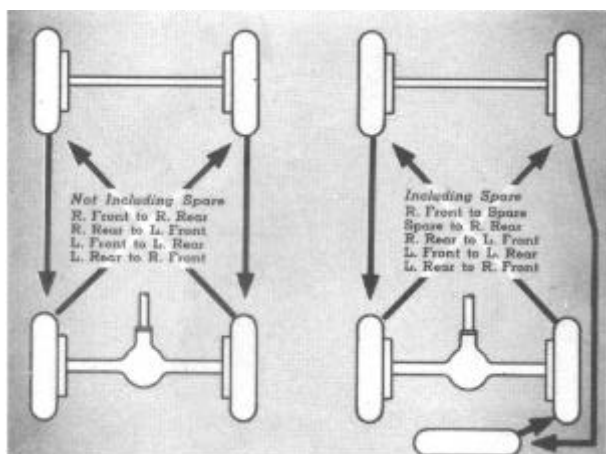 Not Including Spare
R. Front to R. Rear
R. Rear to L. Front
L. Front to L. Rear
L. Rear to R. Front
Including Spare
R. Front to Spare
Spare to R. Rear
R. Rear to L. Front
L. Front to L. Rear
L. Rear to R. Front